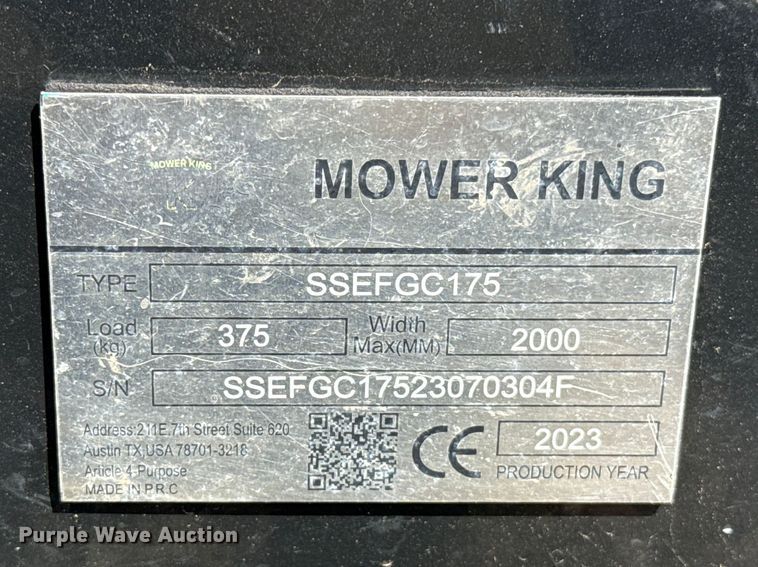 MOWER KING
MOWER KING
TYPE SSEFGC175
Load (kg) 375 Width Max(MM) 2000
S/N SSEFGC17523070304F
Address:211E.7th Street Suite 620
Austin TX,USA 78701-3218
Article 4 Purpose
MADE IN P.R.C
CE
2023
PRODUCTION YEAR
Purple Wave Auction